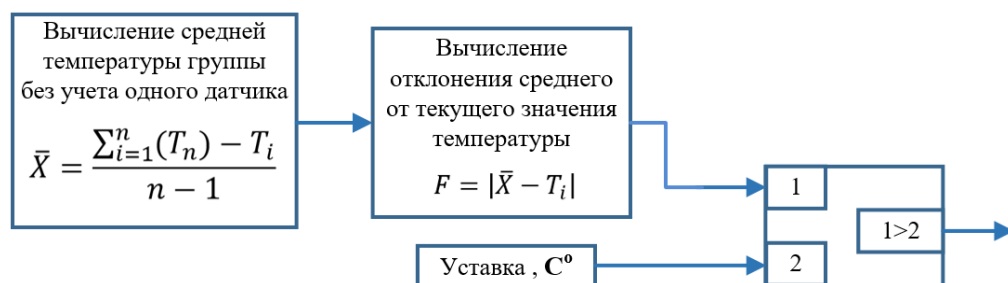 Вычисление средней
температуры группы
без учета одного датчика
X̄ = (∑ⁿᵢ₌₁(Tₙ) − Tᵢ) / (n − 1)
Вычисление
отклонения среднего
от текущего значения
температуры
F = |X̄ − Tᵢ|
1
1>2
2
Уставка , Cº